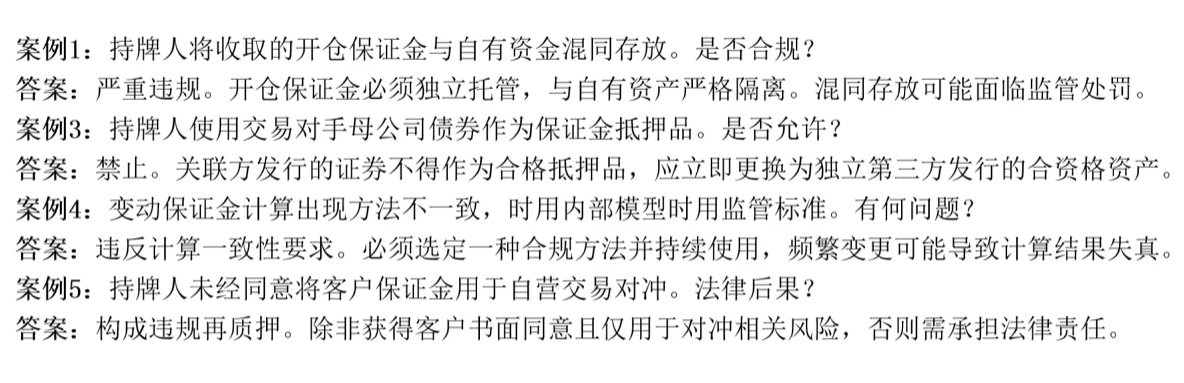 案例1：持牌人将收取的开仓保证金与自有资金混同存放。是否合规？
答案：严重违规。开仓保证金必须独立托管，与自有资产严格隔离。混同存放可能面临监管处罚。
案例3：持牌人使用交易对手母公司债券作为保证金抵押品。是否允许？
答案：禁止。关联方发行的证券不得作为合格抵押品，应立即更换为独立第三方发行的合资格资产。
案例4：变动保证金计算出现方法不一致，时用内部模型时用监管标准。有何问题？
答案：违反计算一致性要求。必须选定一种合规方法并持续使用，频繁变更可能导致计算结果失真。
案例5：持牌人未经同意将客户保证金用于自营交易对冲。法律后果？
答案：构成违规再质押。除非获得客户书面同意且仅用于对冲相关风险，否则需承担法律责任。